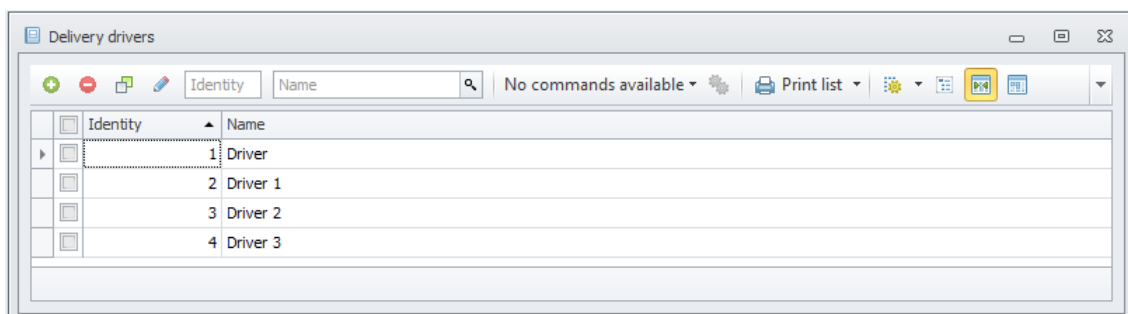 Delivery drivers
Identity Name No commands available Print list
Identity Name
1 Driver
2 Driver 1
3 Driver 2
4 Driver 3